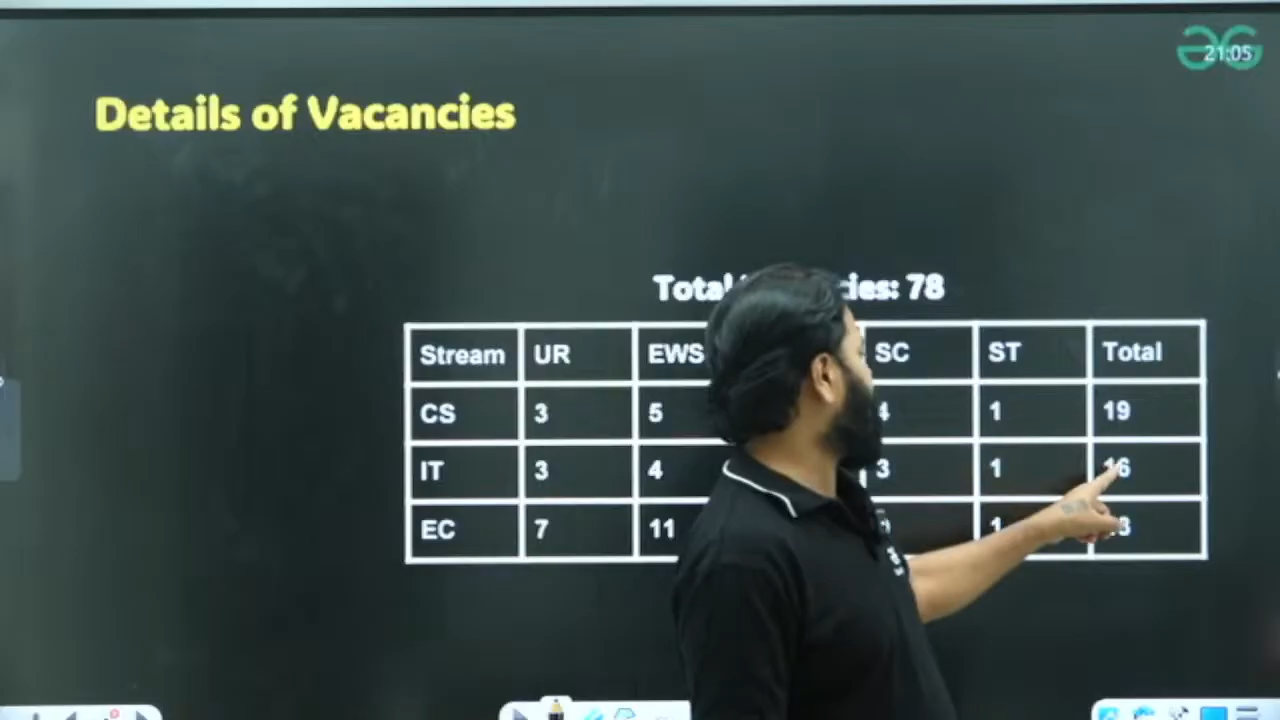 21:05
Details of Vacancies
Total cies: 78
Stream UR EWS SC ST Total
CS 3 5 4 1 19
IT 3 4 3 1 16
EC 7 11 1